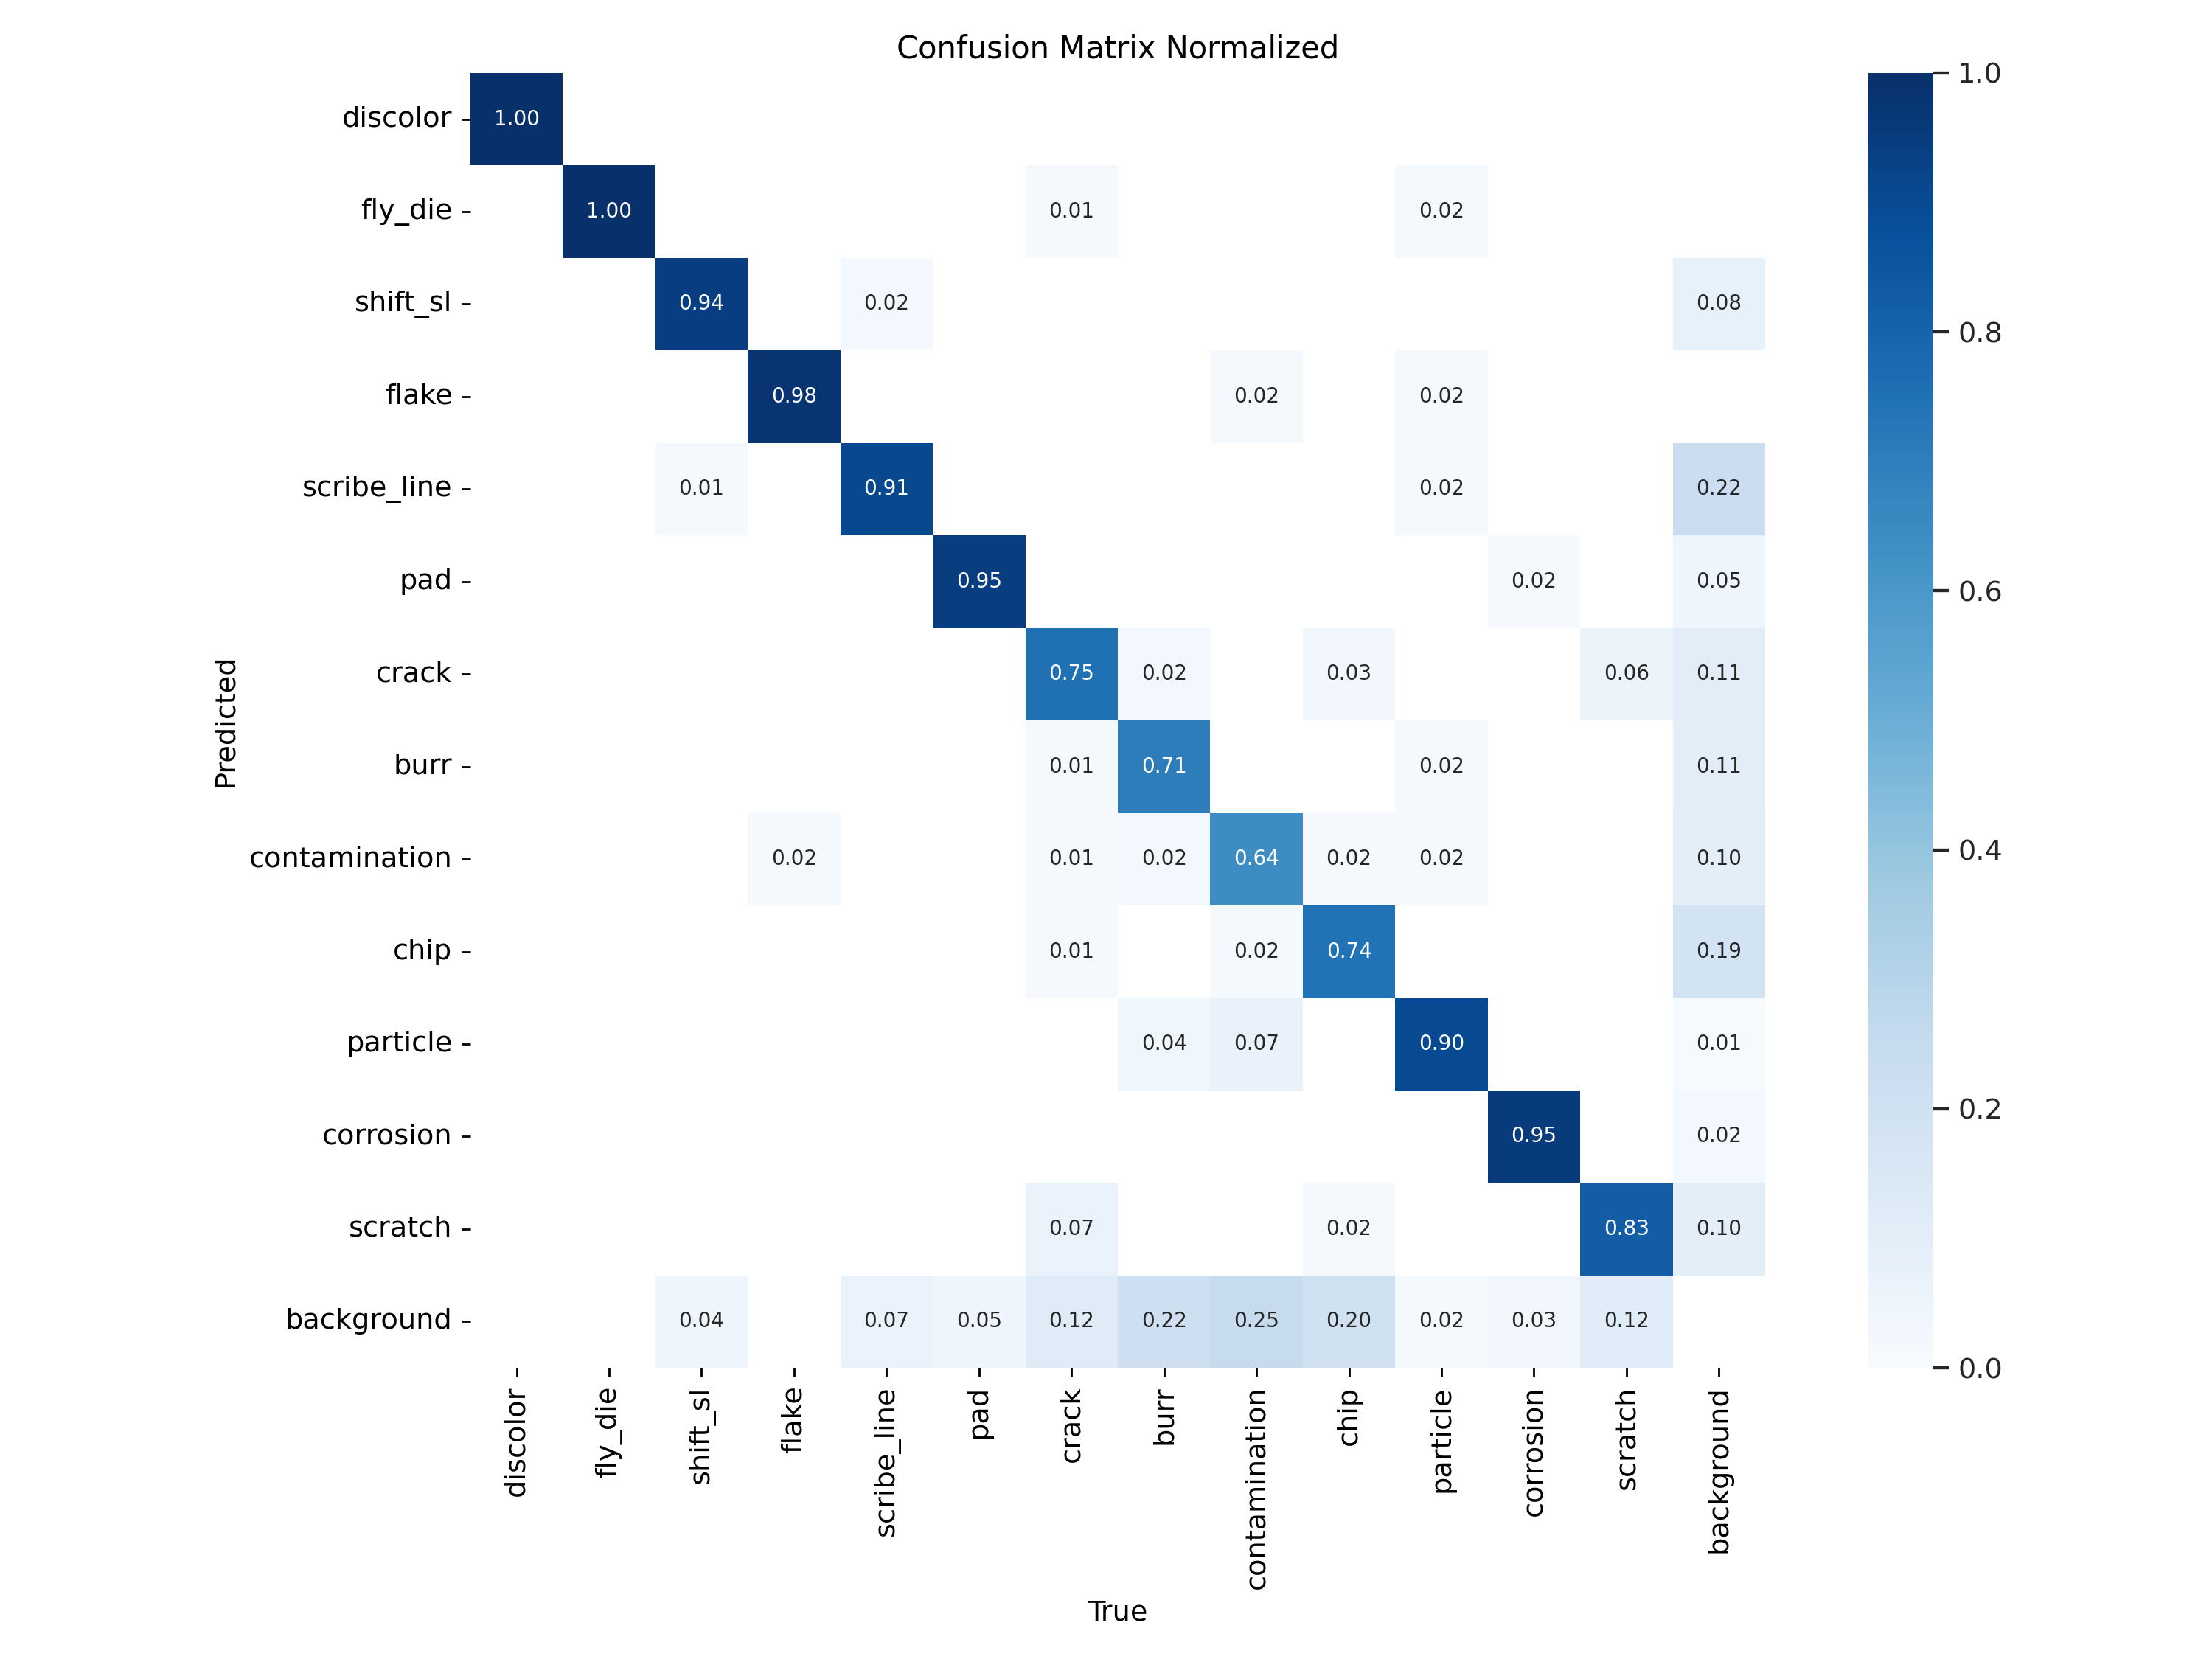 Confusion Matrix Normalized
discolor 1.00
fly_die 1.00 0.01 0.02
shift_sl 0.94 0.02 0.08
flake 0.98 0.02 0.02
scribe_line 0.01 0.91 0.02 0.22
pad 0.95 0.02 0.05
crack 0.75 0.02 0.03 0.06 0.11
burr 0.01 0.71 0.02 0.11
contamination 0.02 0.01 0.02 0.64 0.02 0.02 0.10
chip 0.01 0.02 0.74 0.19
particle 0.04 0.07 0.90 0.01
corrosion 0.95 0.02
scratch 0.07 0.02 0.83 0.10
background 0.04 0.07 0.05 0.12 0.22 0.25 0.20 0.02 0.03 0.12
Predicted
discolor
fly_die
shift_sl
flake
scribe_line
pad
crack
burr
contamination
chip
particle
corrosion
scratch
background
True
1.0
0.8
0.6
0.4
0.2
0.0